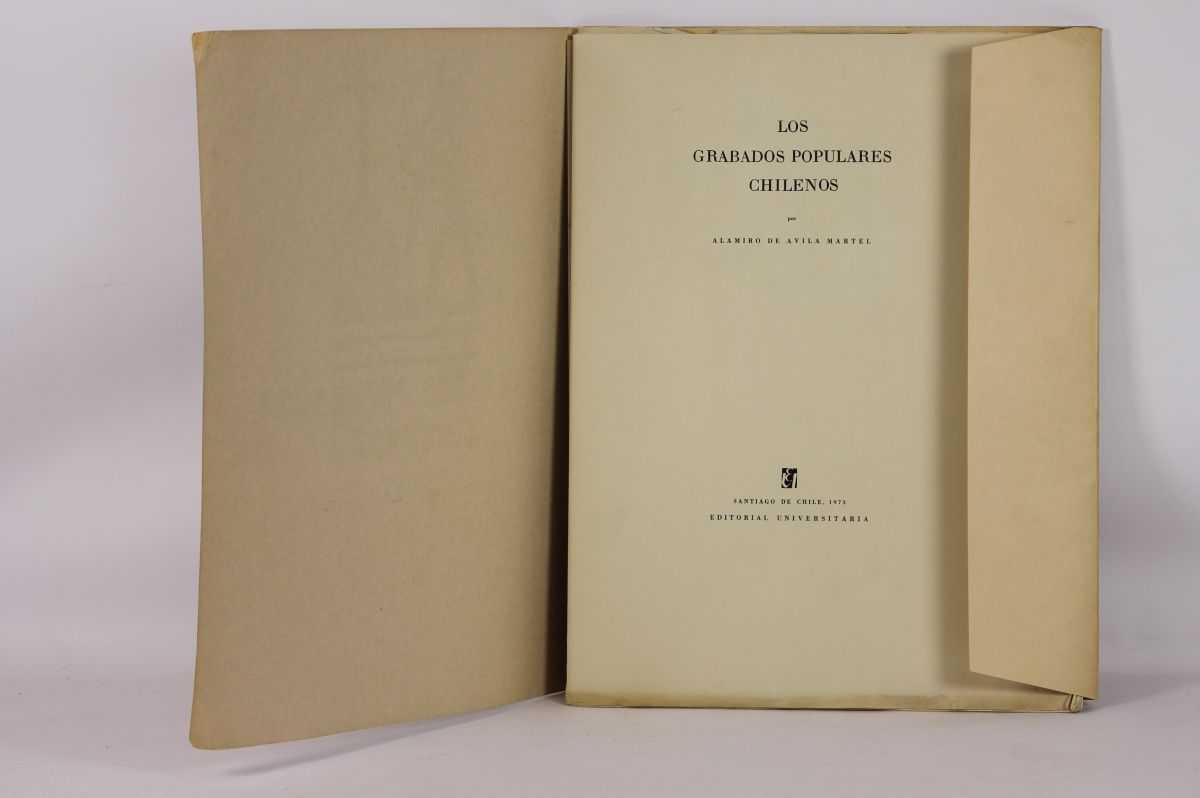 LOS
GRABADOS POPULARES
CHILENOS
por
ALAMIRO DE AVILA MARTEL
SANTIAGO DE CHILE, 1973
EDITORIAL UNIVERSITARIA